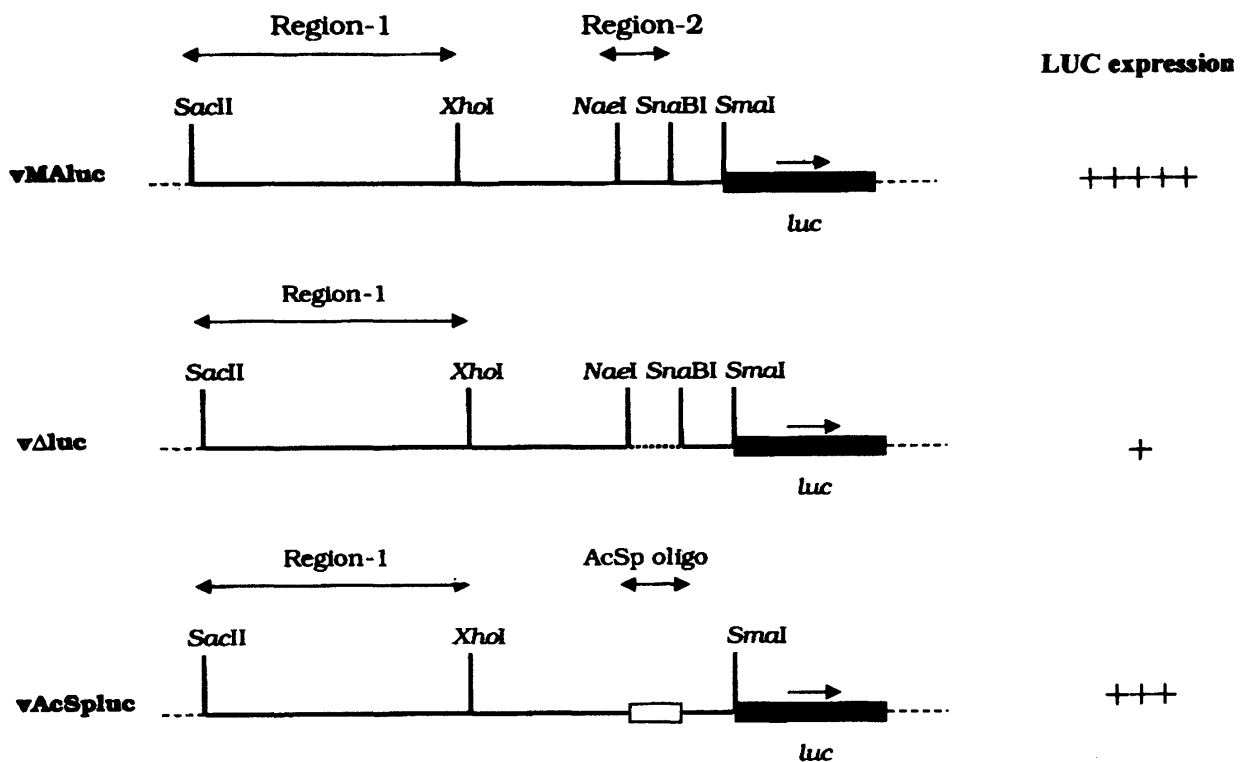 Region-1 Region-2
LUC expression
SacII XhoI NaeI SnaBI SmaI
vMAluc +++++
luc
Region-1
SacII XhoI NaeI SnaBI SmaI
vΔluc +
luc
Region-1 AcSp oligo
SacII XhoI SmaI
vAcSpluc +++
luc